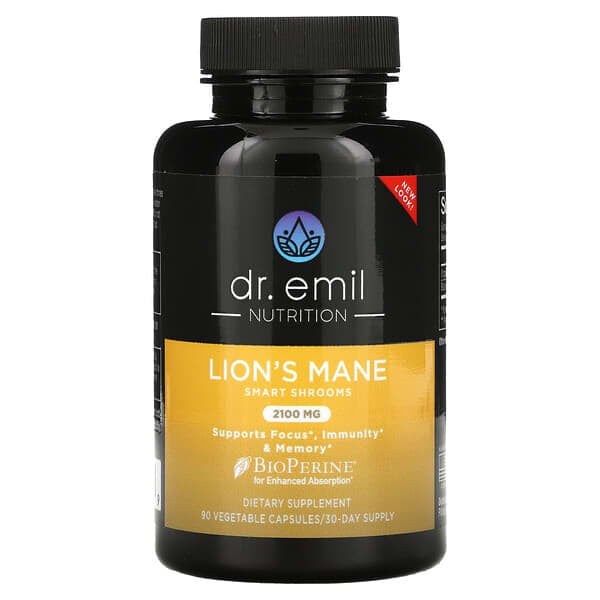 NEW
LOOK!
dr. emil
NUTRITION
LION'S MANE
SMART SHROOMS
2100 MG
Supports Focus*, Immunity*
& Memory*
BIOPERINE®
for Enhanced Absorption*
DIETARY SUPPLEMENT
90 VEGETABLE CAPSULES/30-DAY SUPPLY